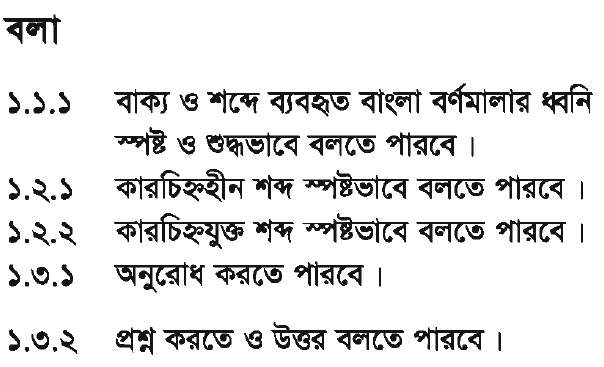 বলা
১.১.১ বাক্য ও শব্দে ব্যবহৃত বাংলা বর্ণমালার ধ্বনি
স্পষ্ট ও শুদ্ধভাবে বলতে পারবে ।
১.২.১ কারচিহ্নহীন শব্দ স্পষ্টভাবে বলতে পারবে ।
১.২.২ কারচিহ্নযুক্ত শব্দ স্পষ্টভাবে বলতে পারবে ।
১.৩.১ অনুরোধ করতে পারবে ।
১.৩.২ প্রশ্ন করতে ও উত্তর বলতে পারবে ।